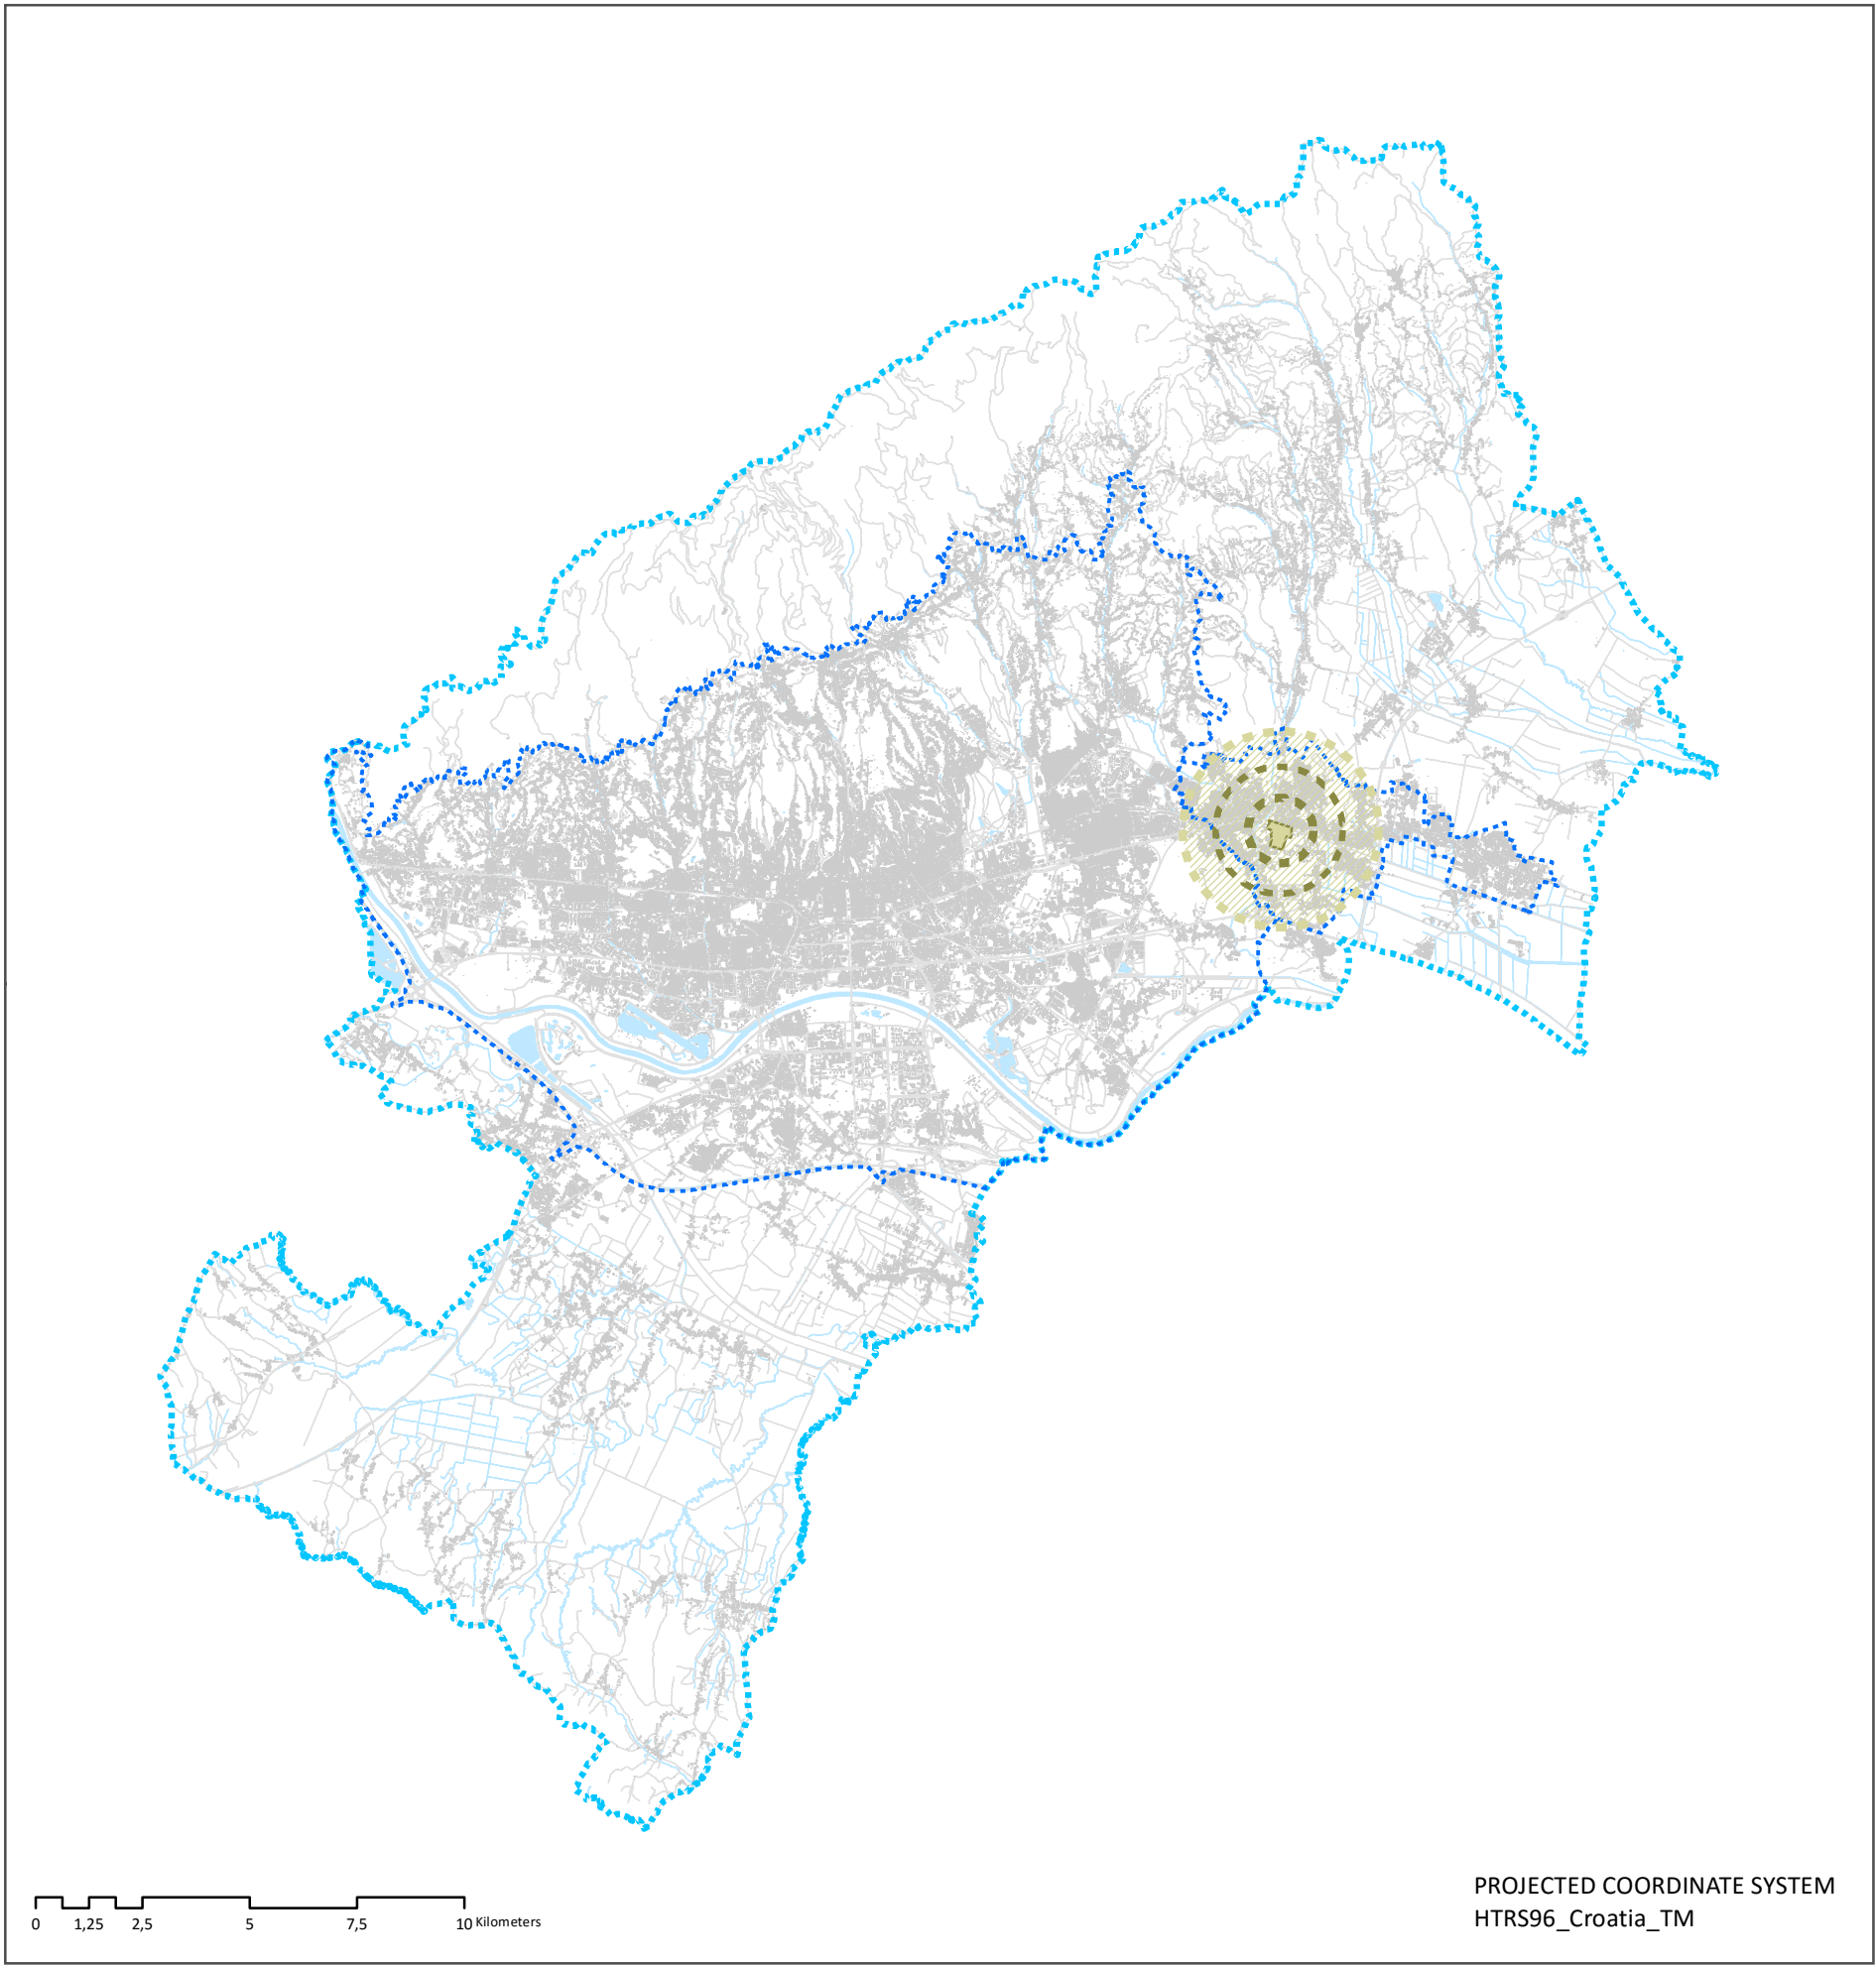 0 1,25 2,5 5 7,5 10 Kilometers
PROJECTED COORDINATE SYSTEM
HTRS96_Croatia_TM